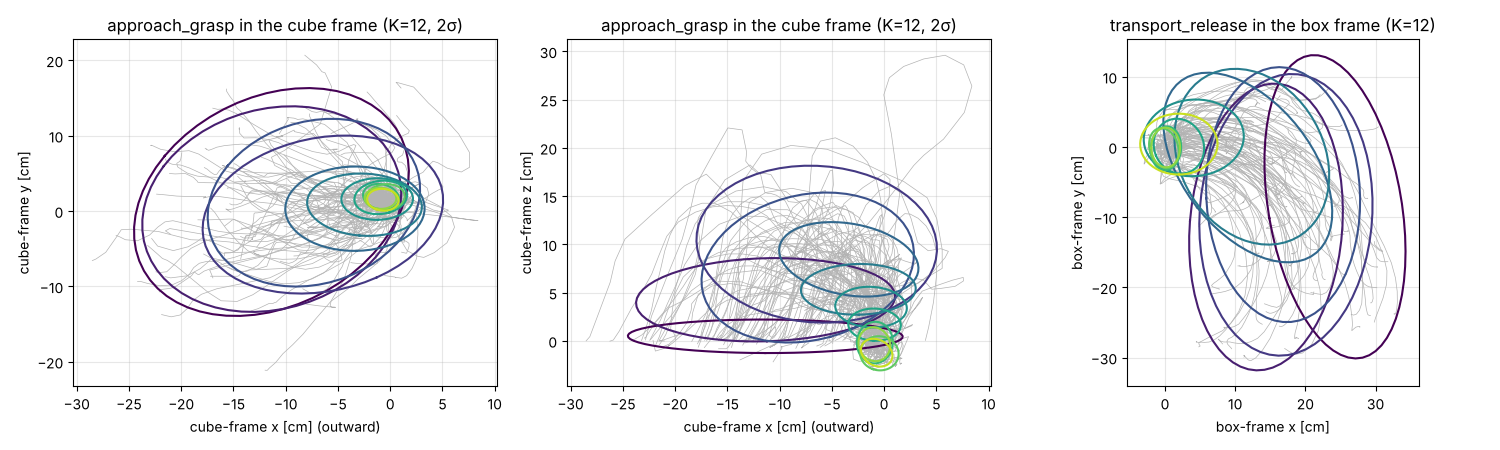 approach_grasp in the cube frame (K=12, 2σ)
20
10
0
−10
−20
cube-frame y [cm]
−30 −25 −20 −15 −10 −5 0 5 10
cube-frame x [cm] (outward)
approach_grasp in the cube frame (K=12, 2σ)
30
25
20
15
10
5
0
cube-frame z [cm]
−30 −25 −20 −15 −10 −5 0 5 10
cube-frame x [cm] (outward)
transport_release in the box frame (K=12)
10
0
−10
−20
−30
box-frame y [cm]
0 10 20 30
box-frame x [cm]